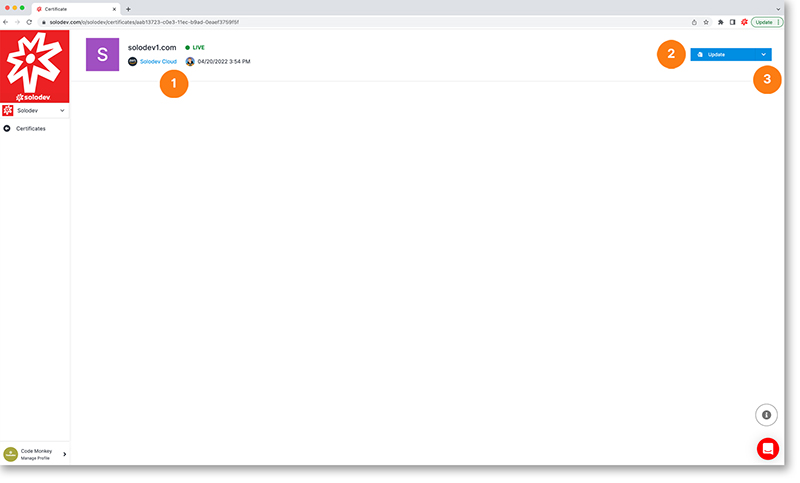 Certificate
solodev.com/o/solodev/certificates/aab13723-c0e3-11ec-b9ad-0eaef3759f5f
Update
solodev
Solodev
Certificates
S
solodev1.com
LIVE
Solodev Cloud
04/20/2022 3:54 PM
1
2
Update
3
Code Monkey
Manage Profile